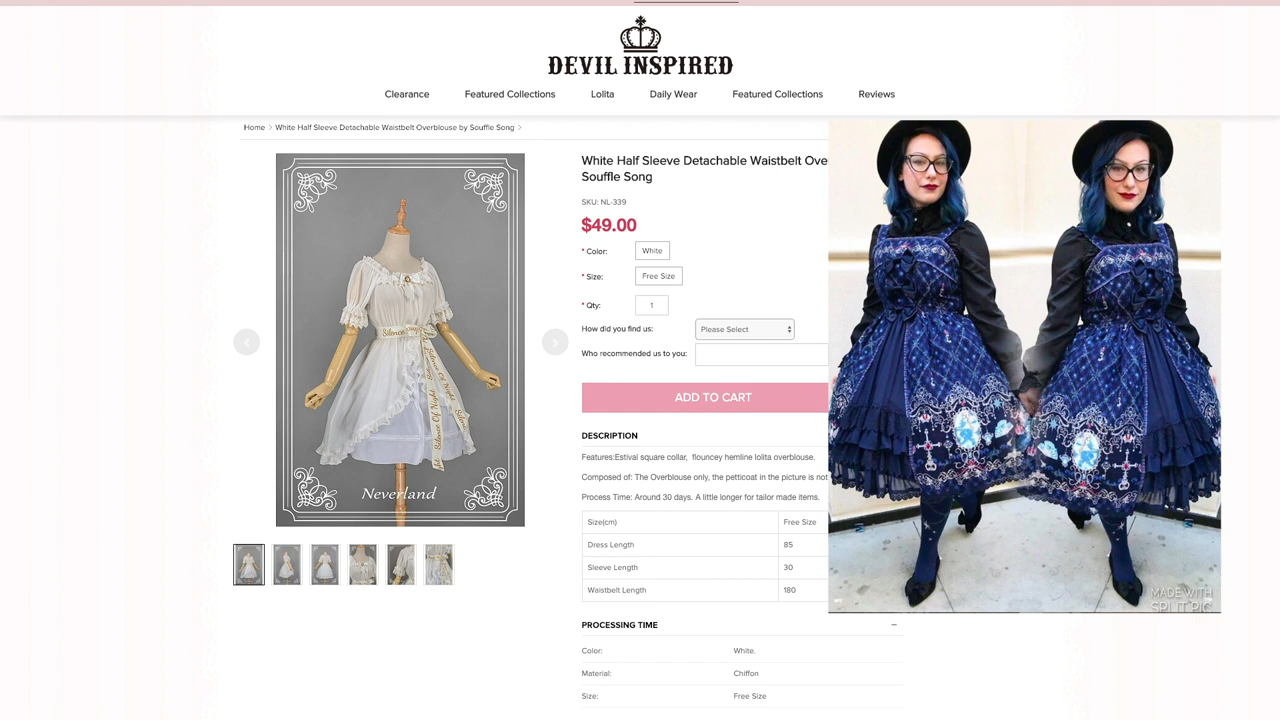 DEVIL INSPIRED
Clearance Featured Collections Lolita Daily Wear Featured Collections Reviews
Home > White Half Sleeve Detachable Waistbelt Overblouse by Souffle Song >
White Half Sleeve Detachable Waistbelt Ove
Souffle Song
SKU: NL-339
$49.00
* Color: White
* Size: Free Size
* Qty: 1
How did you find us: Please Select
Who recommended us to you:
ADD TO CART
DESCRIPTION
Features:Estival square collar, flouncey hemline lolita overblouse.
Composed of: The Overblouse only, the petticoat in the picture is not
Process Time: Around 30 days. A little longer for tailor made items.
Size(cm) Free Size
Dress Length 85
Sleeve Length 30
Waistbelt Length 180
PROCESSING TIME −
Color: White.
Material: Chiffon
Size: Free Size
Silence
Silence Of Night
Of Night
Neverland
MADE WITH
SPLIT PIC